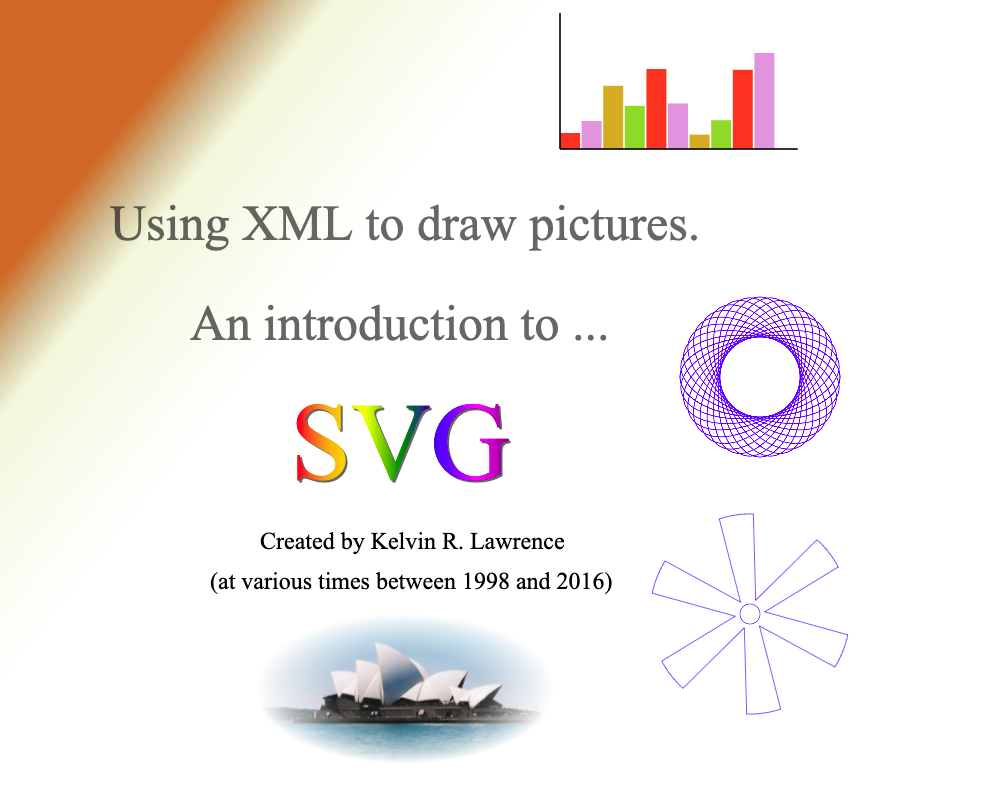 Using XML to draw pictures.
An introduction to ...
SVG
Created by Kelvin R. Lawrence
(at various times between 1998 and 2016)